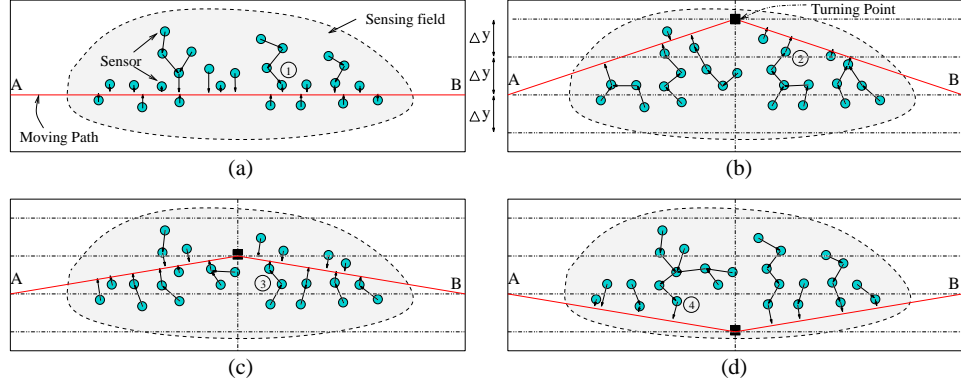 Sensing field
Sensor
1
A
B
Moving Path
(a)
△y
△y
△y
Turning Point
2
A
B
(b)
3
A
B
(c)
4
A
B
(d)